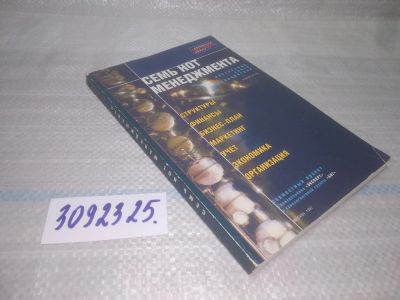 СЕМЬ НОТ
МЕНЕДЖМЕНТА
СТРУКТУРЫ
ФИНАНСЫ
БИЗНЕС-ПЛАН
МАРКЕТИНГ
УЧЕТ
ЭКОНОМИКА
ОРГАНИЗАЦИЯ
3092325.